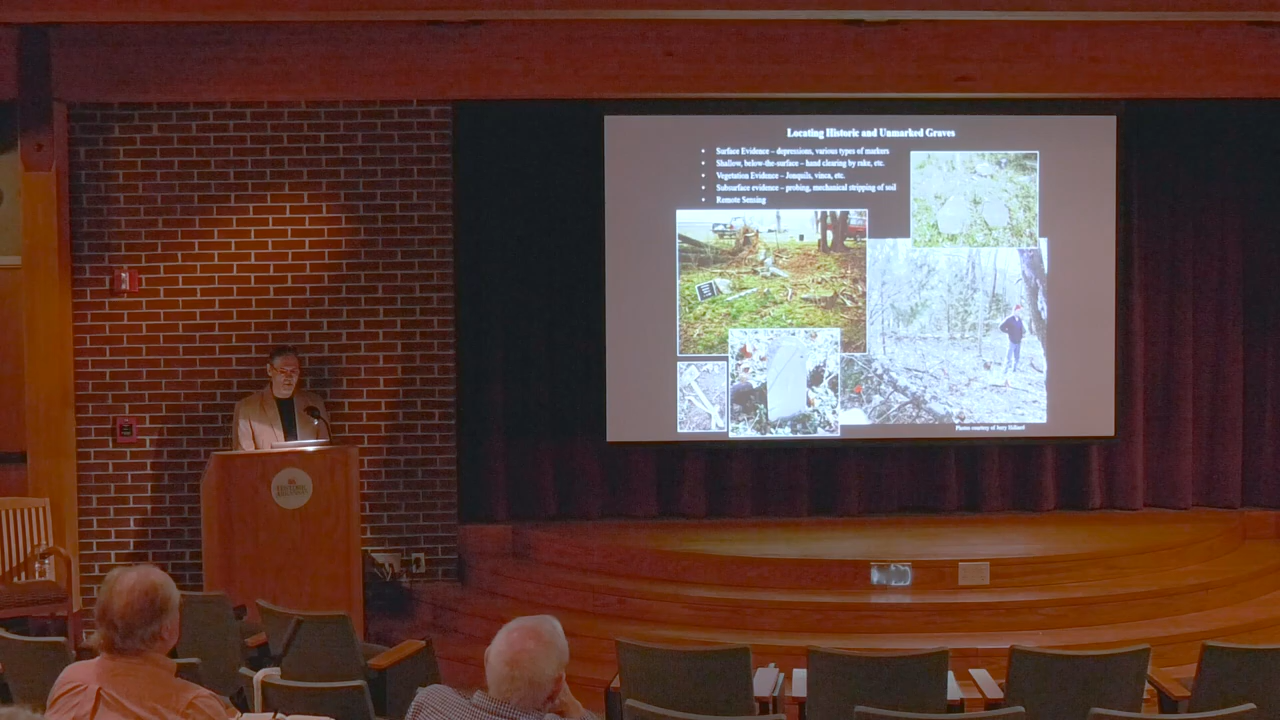 Locating Historic and Unmarked Graves
• Surface Evidence – depressions, various types of markers
• Shallow, below-the-surface – hand clearing by rake, etc.
• Vegetation Evidence – Jonquils, vinca, etc.
• Subsurface evidence – probing, mechanical stripping of soil
• Remote Sensing
Photos courtesy of
HISTORIC
ARKANSAS